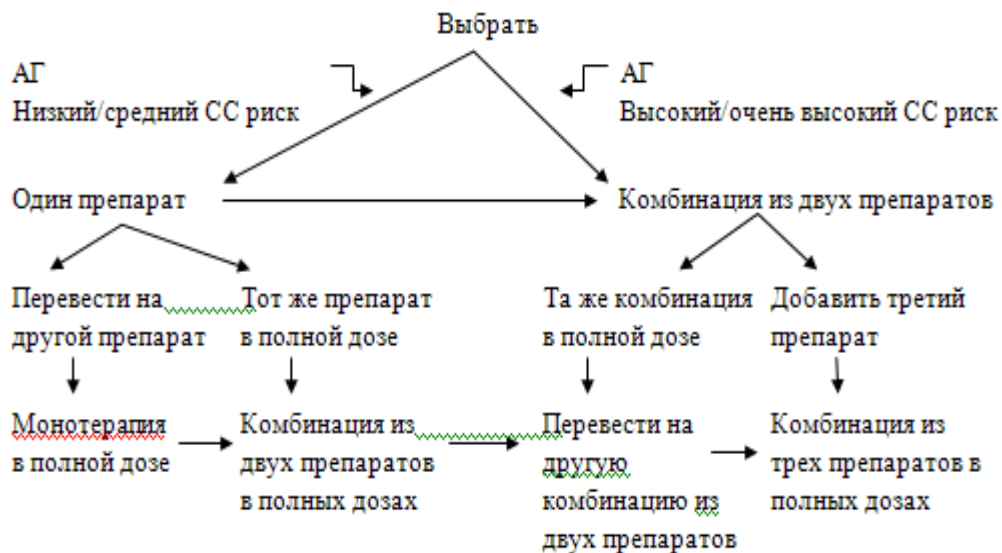 Выбрать
АГ
Низкий/средний СС риск
АГ
Высокий/очень высокий СС риск
Один препарат
Комбинация из двух препаратов
Перевести на
другой препарат
Тот же препарат
в полной дозе
Та же комбинация
в полной дозе
Добавить третий
препарат
Монотерапия
в полной дозе
Комбинация из
двух препаратов
в полных дозах
Перевести на
другую
комбинацию из
двух препаратов
Комбинация из
трех препаратов в
полных дозах